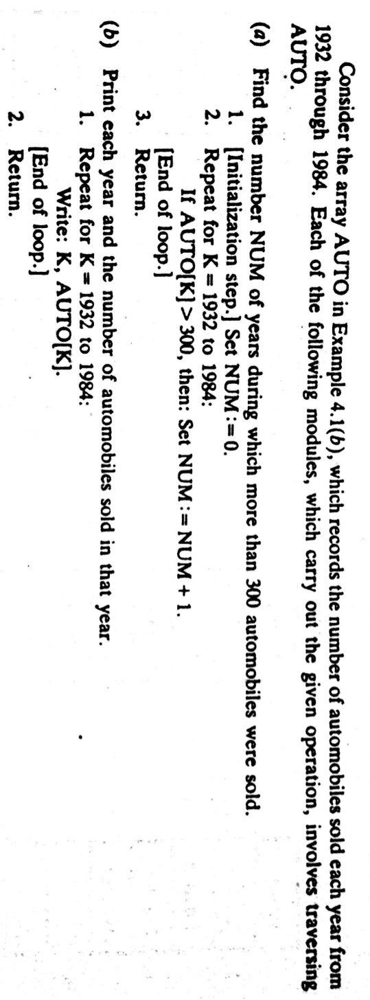 Consider the array AUTO in Example 4.1(b), which records the number of automobiles sold each year from
1932 through 1984. Each of the following modules, which carry out the given operation, involves traversing
AUTO.
(a) Find the number NUM of years during which more than 300 automobiles were sold.
1. [Initialization step.] Set NUM := 0.
2. Repeat for K = 1932 to 1984:
If AUTO[K] > 300, then: Set NUM := NUM + 1.
[End of loop.]
3. Return.
(b) Print each year and the number of automobiles sold in that year.
1. Repeat for K = 1932 to 1984:
Write: K, AUTO[K].
[End of loop.]
2. Return.